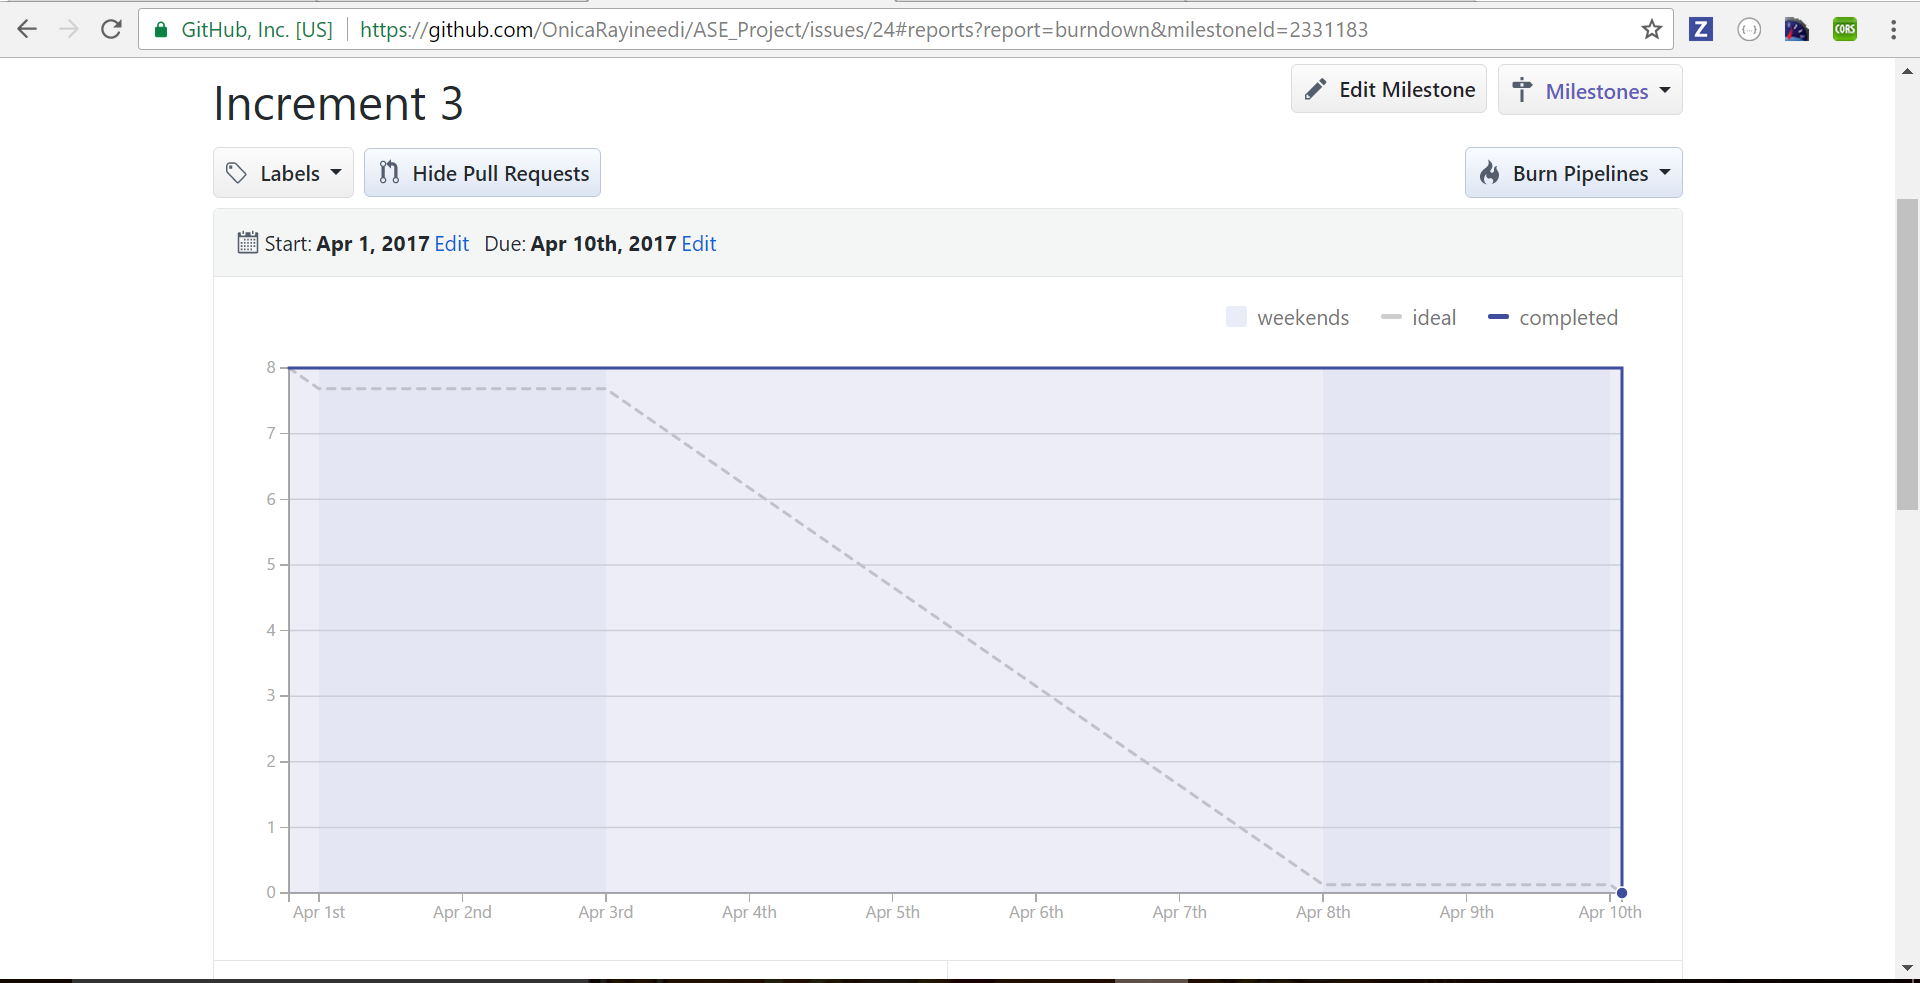 GitHub, Inc. [US] https://github.com/OnicaRayineedi/ASE_Project/issues/24#reports?report=burndown&milestoneId=2331183
Z
{...}
CORS
Increment 3
Edit Milestone
Milestones
Labels
Hide Pull Requests
Burn Pipelines
Start: Apr 1, 2017 Edit Due: Apr 10th, 2017 Edit
weekends
ideal
completed
8
7
6
5
4
3
2
1
0
Apr 1st
Apr 2nd
Apr 3rd
Apr 4th
Apr 5th
Apr 6th
Apr 7th
Apr 8th
Apr 9th
Apr 10th